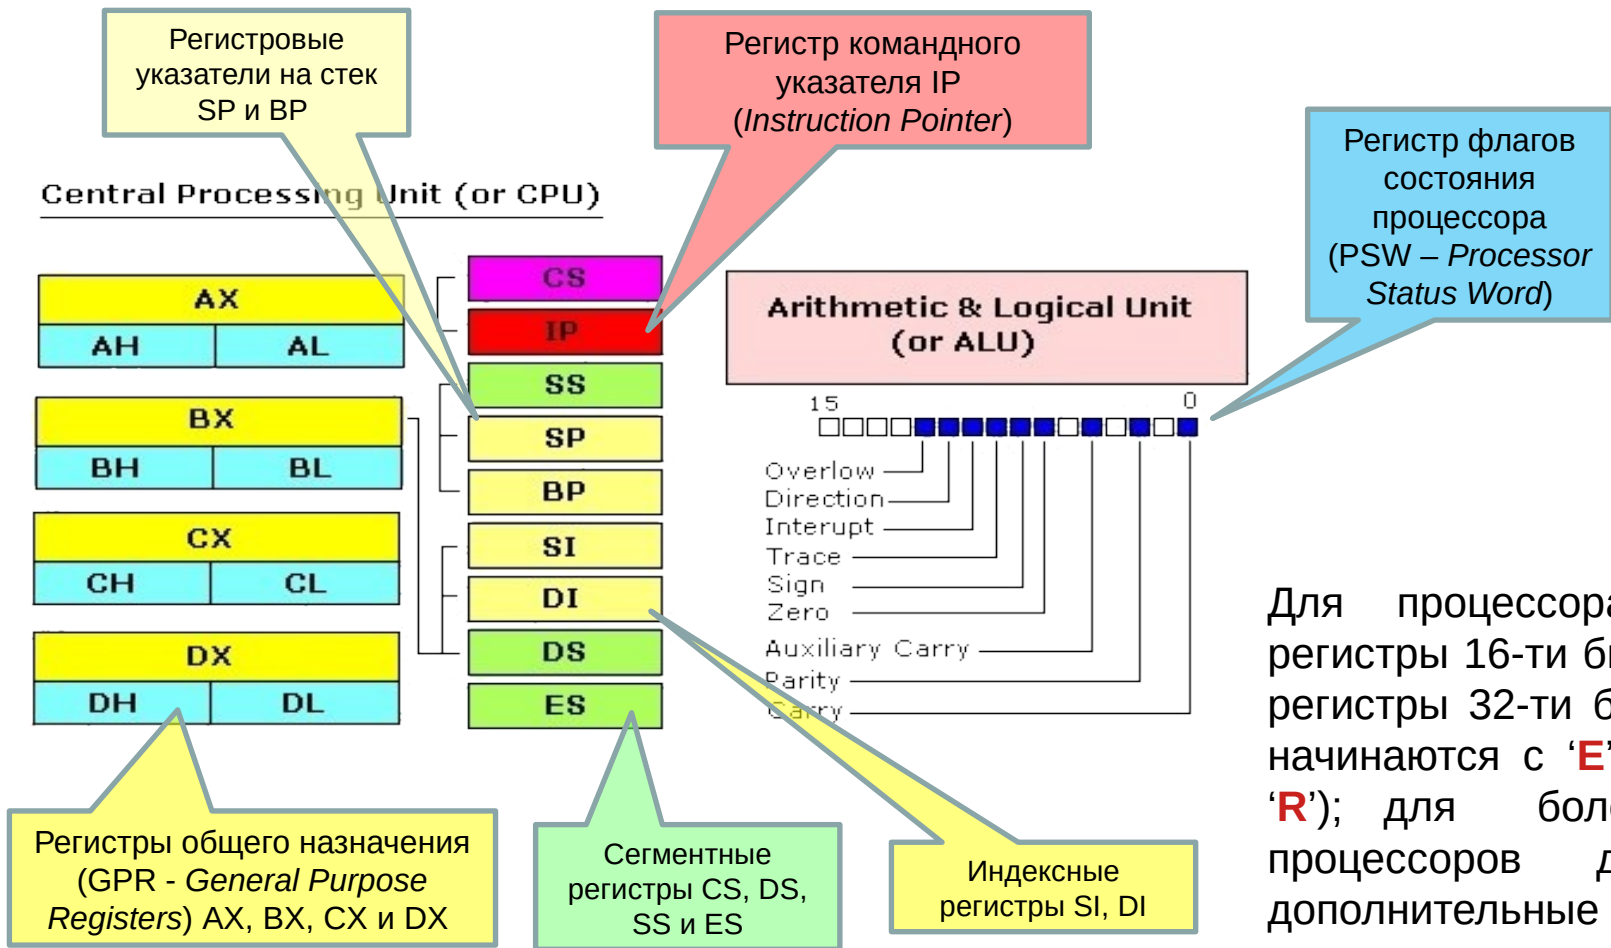 Регистровые
указатели на стек
SP и BP
Регистр командного
указателя IP
(Instruction Pointer)
Регистр флагов
состояния
процессора
(PSW – Processor
Status Word)
Central Processing Unit (or CPU)
AX
AH AL
BX
BH BL
CX
CH CL
DX
DH DL
CS
IP
SS
SP
BP
SI
DI
DS
ES
Arithmetic & Logical Unit
(or ALU)
15 0
Overlow
Direction
Interupt
Trace
Sign
Zero
Auxiliary Carry
Parity
Carry
Для процессора
регистры 16-ти
регистры 32-ти
начинаются с ‘E’
‘R’); для
процессоров
дополнительные
Регистры общего назначения
(GPR - General Purpose
Registers) AX, BX, CX и DX
Сегментные
регистры CS, DS,
SS и ES
Индексные
регистры SI, DI